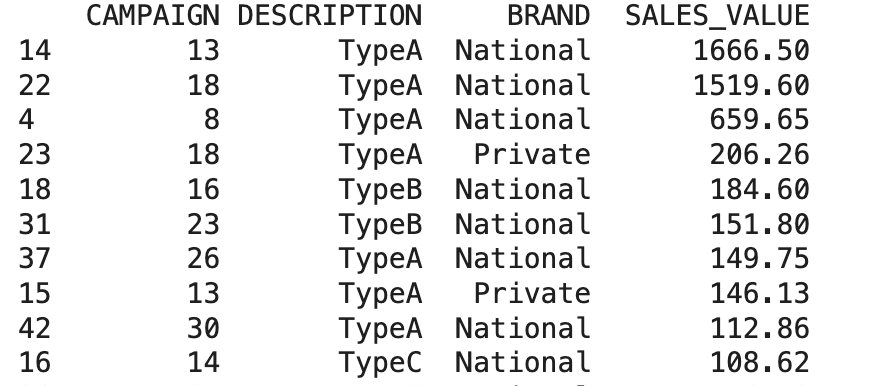 CAMPAIGN DESCRIPTION BRAND SALES_VALUE
14 13 TypeA National 1666.50
22 18 TypeA National 1519.60
4 8 TypeA National 659.65
23 18 TypeA Private 206.26
18 16 TypeB National 184.60
31 23 TypeB National 151.80
37 26 TypeA National 149.75
15 13 TypeA Private 146.13
42 30 TypeA National 112.86
16 14 TypeC National 108.62